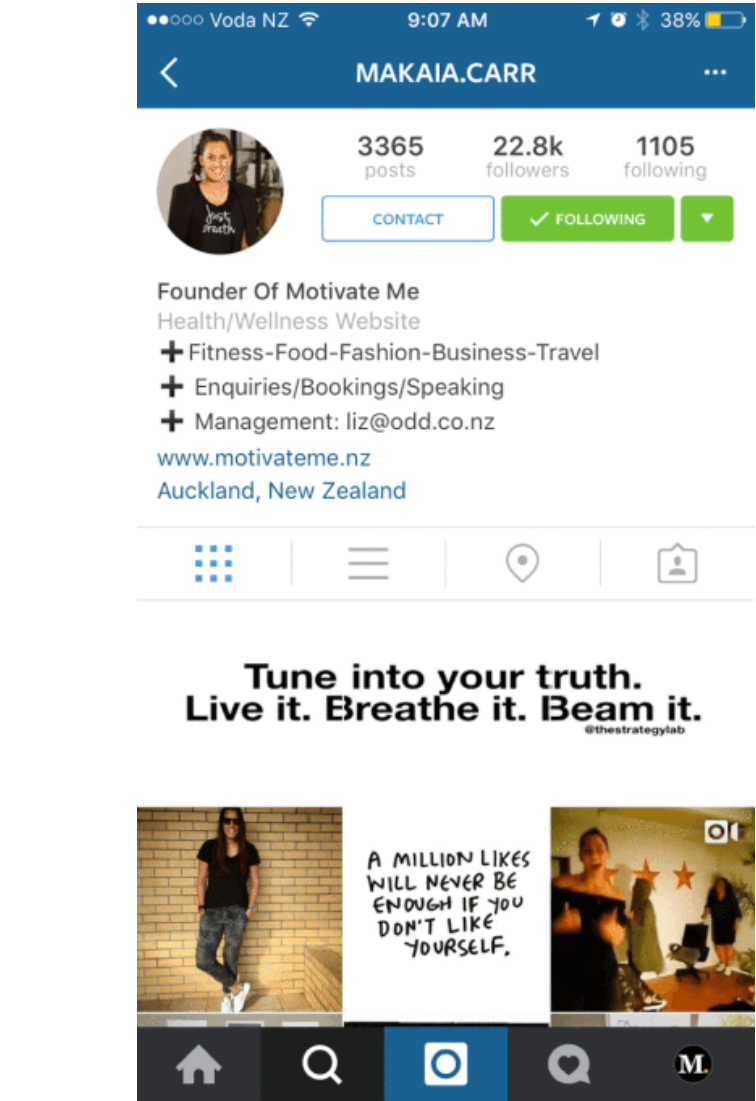 Voda NZ 9:07 AM 38%
MAKAIA.CARR
3365 22.8k 1105
posts followers following
CONTACT FOLLOWING
Just
breath
Founder Of Motivate Me
Health/Wellness Website
+Fitness-Food-Fashion-Business-Travel
+ Enquiries/Bookings/Speaking
+ Management: liz@odd.co.nz
www.motivateme.nz
Auckland, New Zealand
Tune into your truth.
Live it. Breathe it. Beam it.
@thestrategylab
A MILLION LIKES
WILL NEVER BE
ENOUGH IF YOU
DON'T LIKE
YOURSELF.
M.